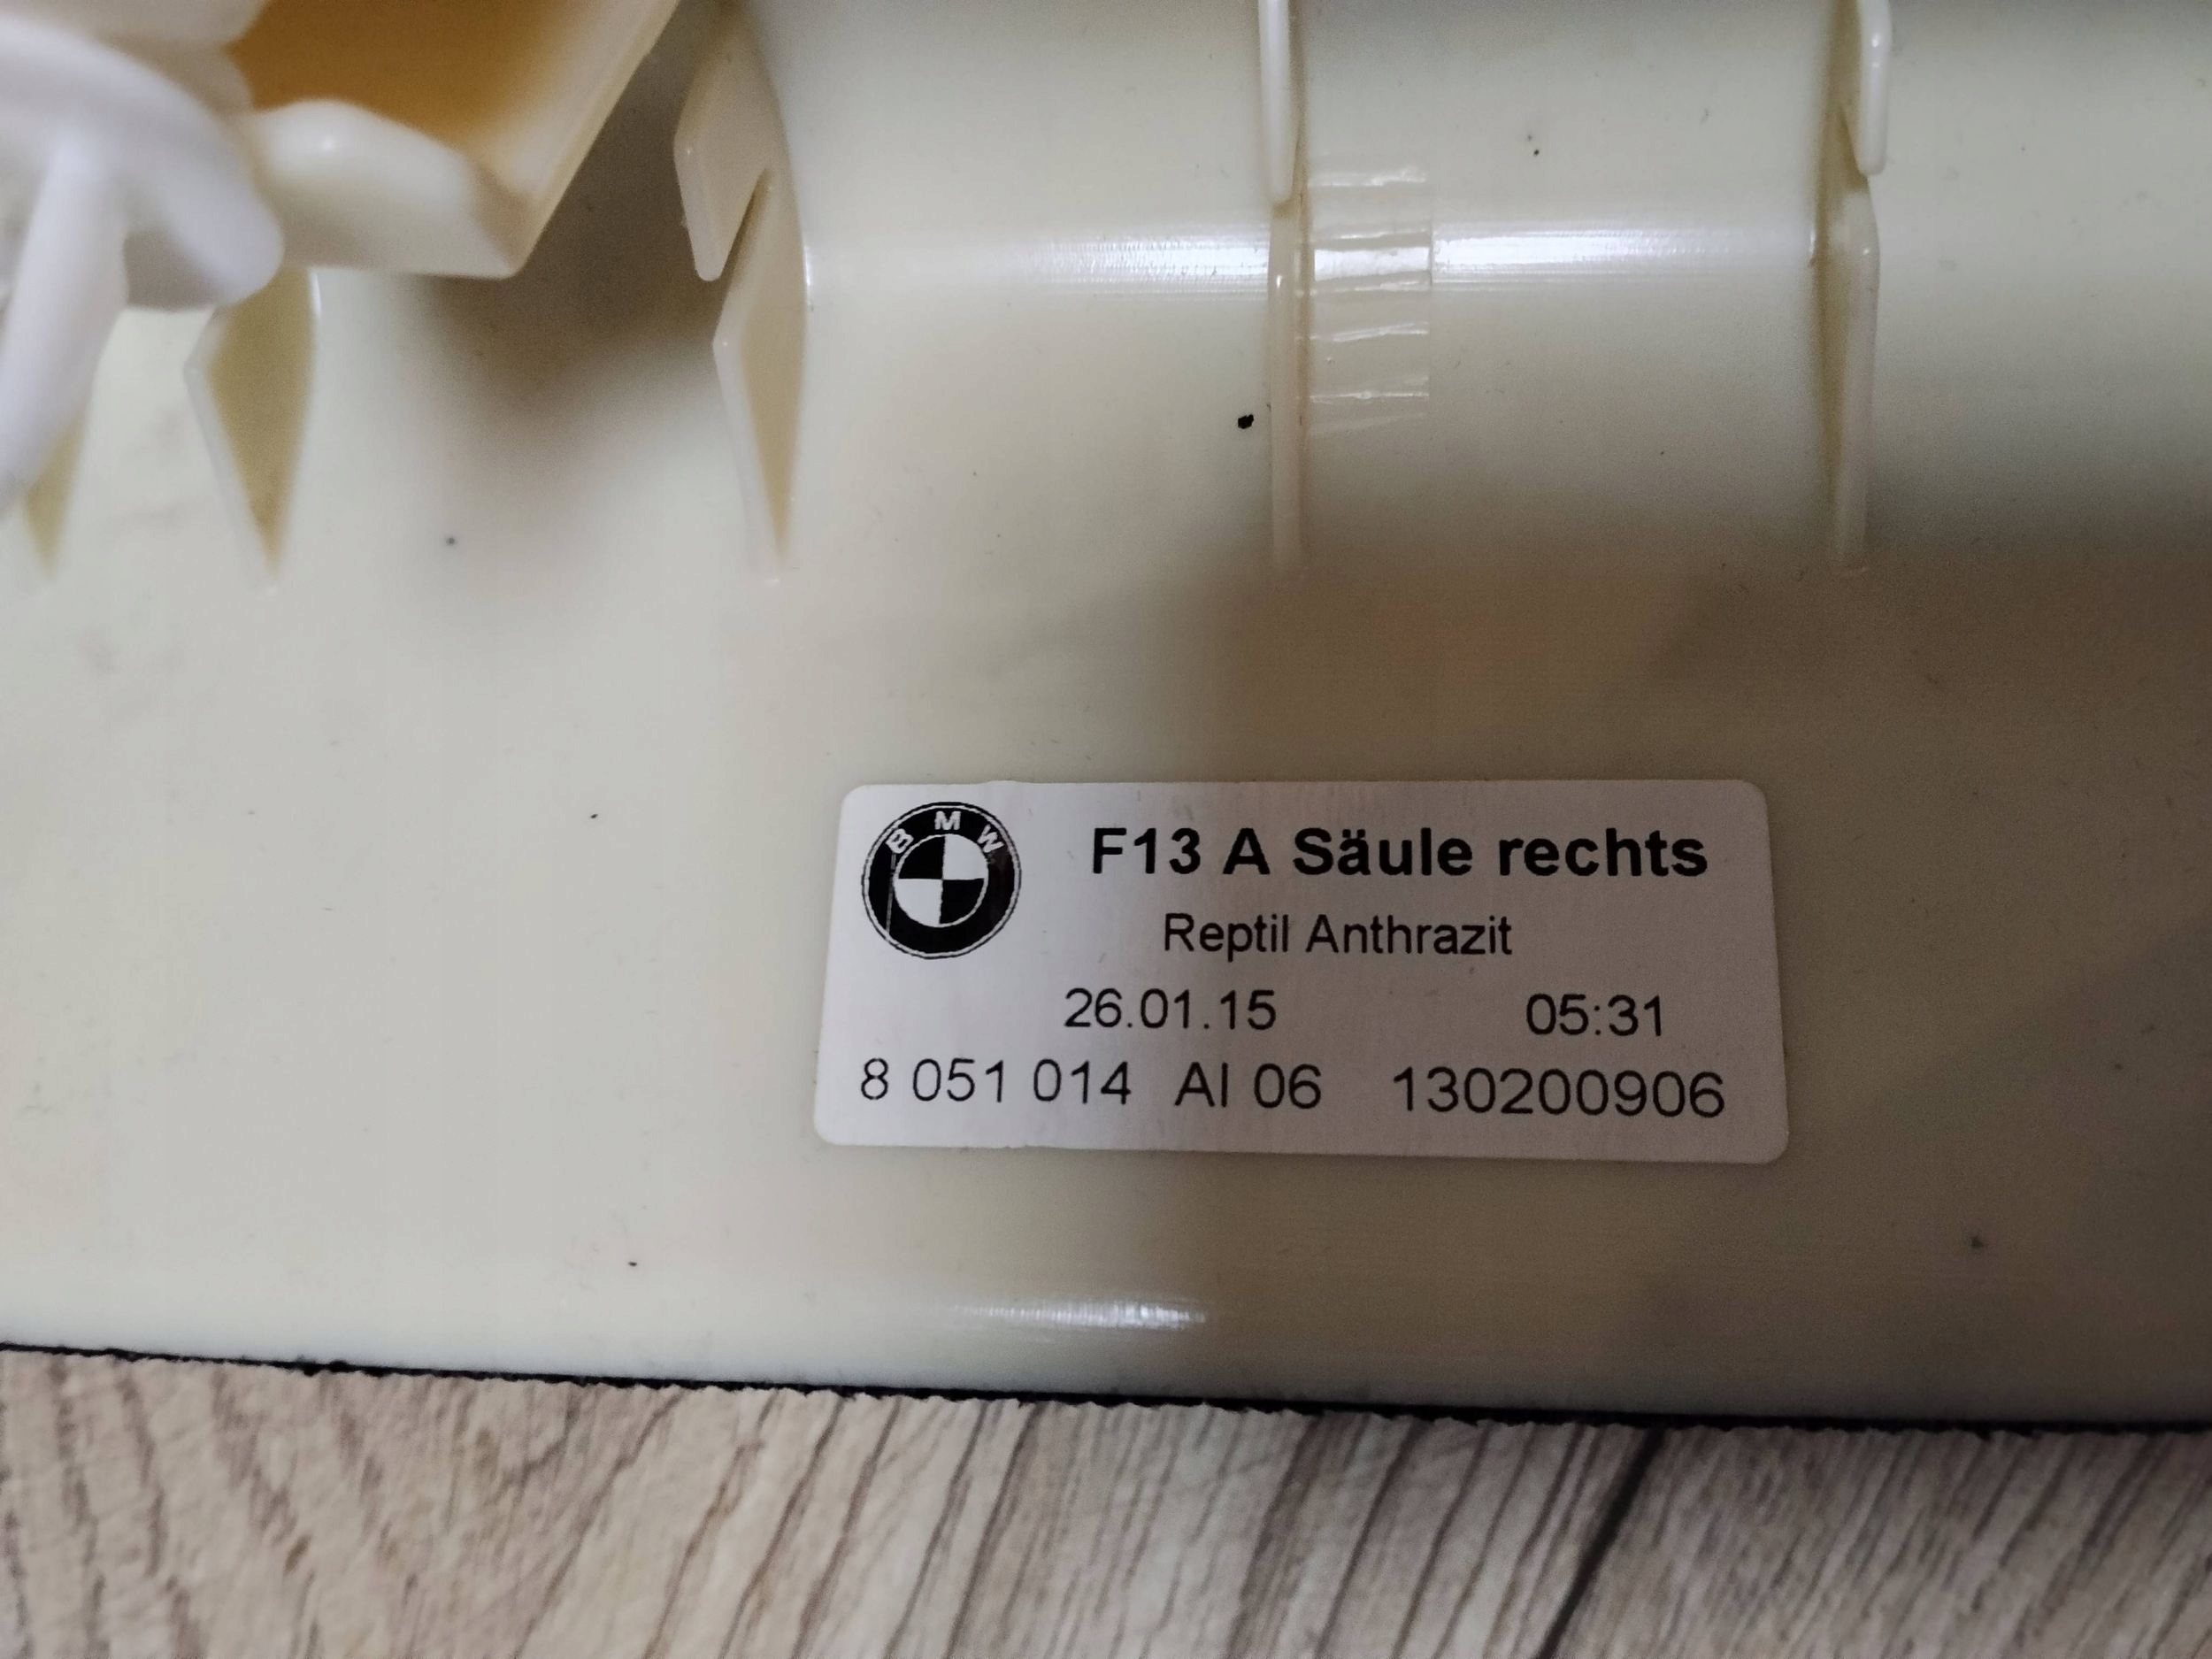 BMW
F13 A Säule rechts
Reptil Anthrazit
26.01.15 05:31
8 051 014 AI 06 130200906